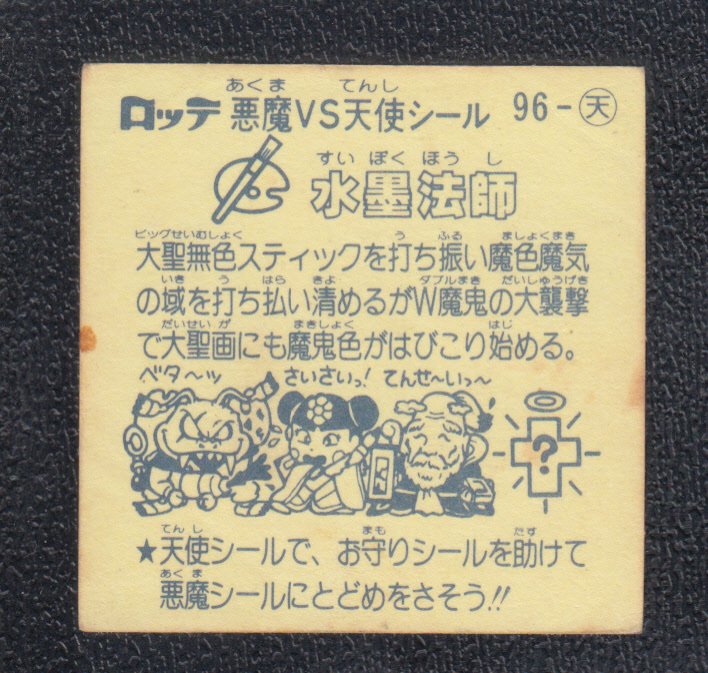 あくま てんし
ロッテ 悪魔VS天使シール 96-天
すいぼくほうし
水墨法師
ビッグせいむしょく う ふる ましょくまき
大聖無色スティックを打ち振い魔色魔気
いき う はら きよ ダブルまき だいしゅうげき
の域を打ち払い清めるがW魔鬼の大襲撃
だいせいが まきしょく はじ
で大聖画にも魔鬼色がはびこり始める。
ベタ〜ッ さいさいっ! てんせ〜いっ〜
?
てんし まも たす
★天使シールで、お守りシールを助けて
あくま
悪魔シールにとどめをさそう!!